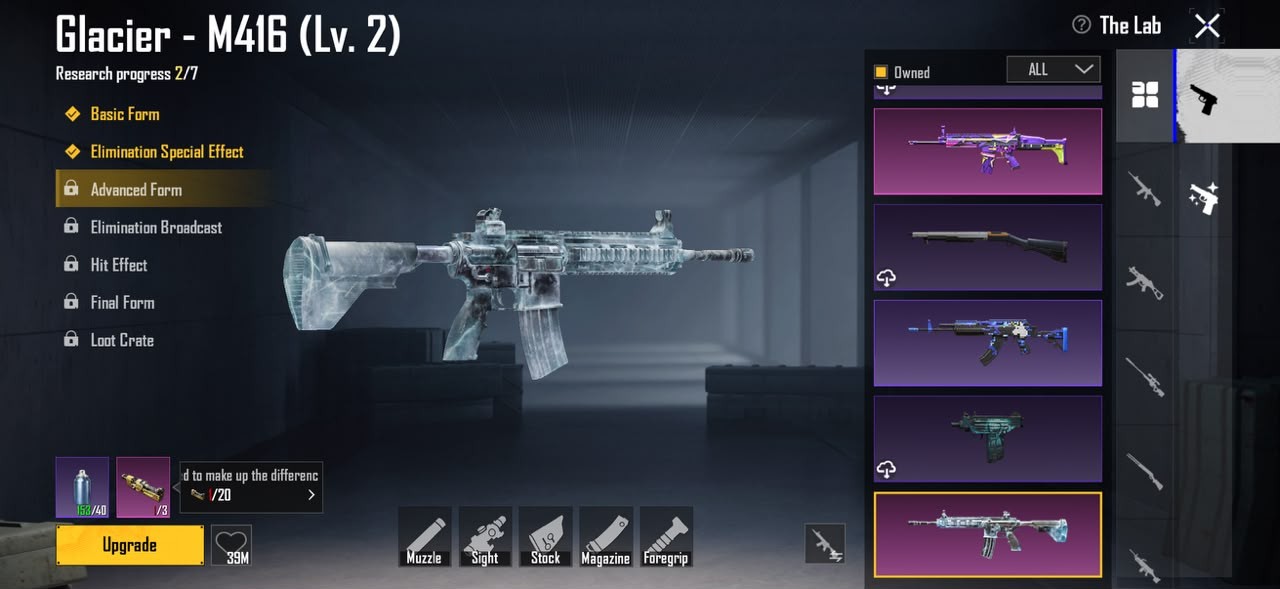 Glacier - M416 (Lv. 2)
Research progress 2/7
Basic Form
Elimination Special Effect
Advanced Form
Elimination Broadcast
Hit Effect
Final Form
Loot Crate
153/40
1/3
d to make up the differenc
1/20
Upgrade
39M
Muzzle
Sight
Stock
Magazine
Foregrip
The Lab
Owned
ALL